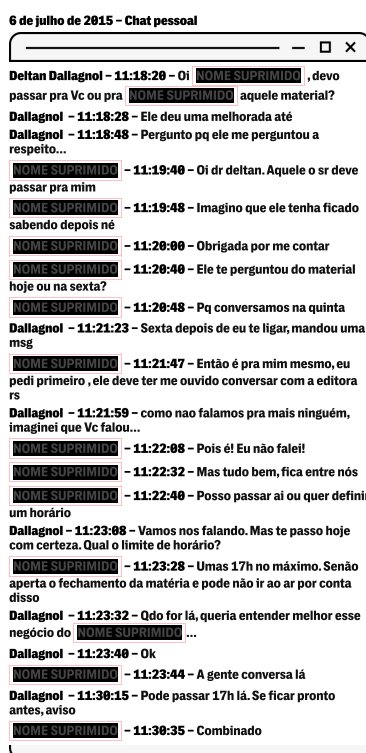 6 de julho de 2015 – Chat pessoal
Deltan Dallagnol – 11:18:20 – Oi NOME SUPRIMIDO , devo
passar pra Vc ou pra NOME SUPRIMIDO aquele material?
Dallagnol – 11:18:28 – Ele deu uma melhorada até
Dallagnol – 11:18:48 – Pergunto pq ele me perguntou a
respeito...
NOME SUPRIMIDO – 11:19:40 – Oi dr deltan. Aquele o sr deve
passar pra mim
NOME SUPRIMIDO – 11:19:48 – Imagino que ele tenha ficado
sabendo depois né
NOME SUPRIMIDO – 11:20:00 – Obrigada por me contar
NOME SUPRIMIDO – 11:20:40 – Ele te perguntou do material
hoje ou na sexta?
NOME SUPRIMIDO – 11:20:48 – Pq conversamos na quinta
Dallagnol – 11:21:23 – Sexta depois de eu te ligar, mandou uma
msg
NOME SUPRIMIDO – 11:21:47 – Então é pra mim mesmo, eu
pedi primeiro , ele deve ter me ouvido conversar com a editora
rs
Dallagnol – 11:21:59 – como nao falamos pra mais ninguém,
imaginei que Vc falou...
NOME SUPRIMIDO – 11:22:08 – Pois é! Eu não falei!
NOME SUPRIMIDO – 11:22:32 – Mas tudo bem, fica entre nós
NOME SUPRIMIDO – 11:22:40 – Posso passar ai ou quer defini
um horário
Dallagnol – 11:23:08 – Vamos nos falando. Mas te passo hoje
com certeza. Qual o limite de horário?
NOME SUPRIMIDO – 11:23:28 – Umas 17h no máximo. Senão
aperta o fechamento da matéria e pode não ir ao ar por conta
disso
Dallagnol – 11:23:32 – Qdo for lá, queria entender melhor esse
negócio do NOME SUPRIMIDO ...
Dallagnol – 11:23:40 – Ok
NOME SUPRIMIDO – 11:23:44 – A gente conversa lá
Dallagnol – 11:30:15 – Pode passar 17h lá. Se ficar pronto
antes, aviso
NOME SUPRIMIDO – 11:30:35 – Combinado